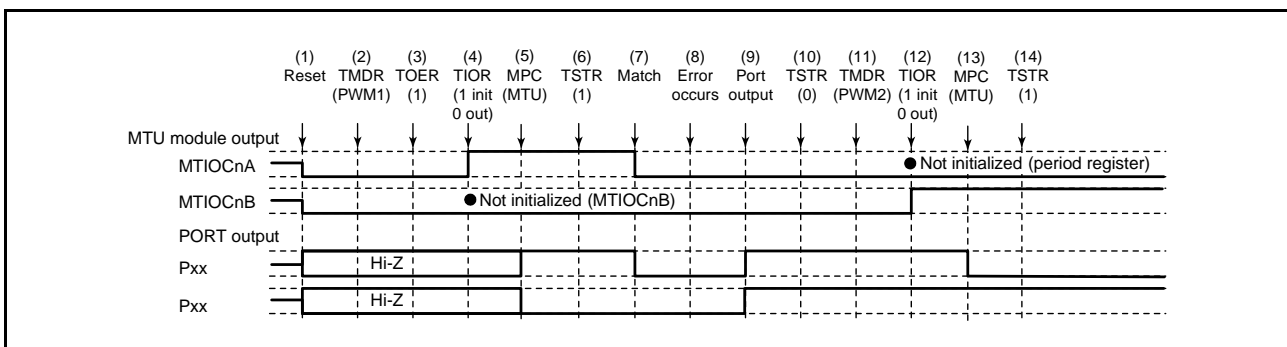 (1) (2) (3) (4) (5) (6) (7) (8) (9) (10) (11) (12) (13) (14)
Reset TMDR TOER TIOR MPC TSTR Match Error Port TSTR TMDR TIOR MPC TSTR
(PWM1) (1) (1 init (MTU) (1) occurs output (0) (PWM2) (1 init (MTU) (1)
0 out) 0 out)
MTU module output
MTIOCnA ● Not initialized (period register)
MTIOCnB ● Not initialized (MTIOCnB)
PORT output
Pxx Hi-Z
Pxx Hi-Z